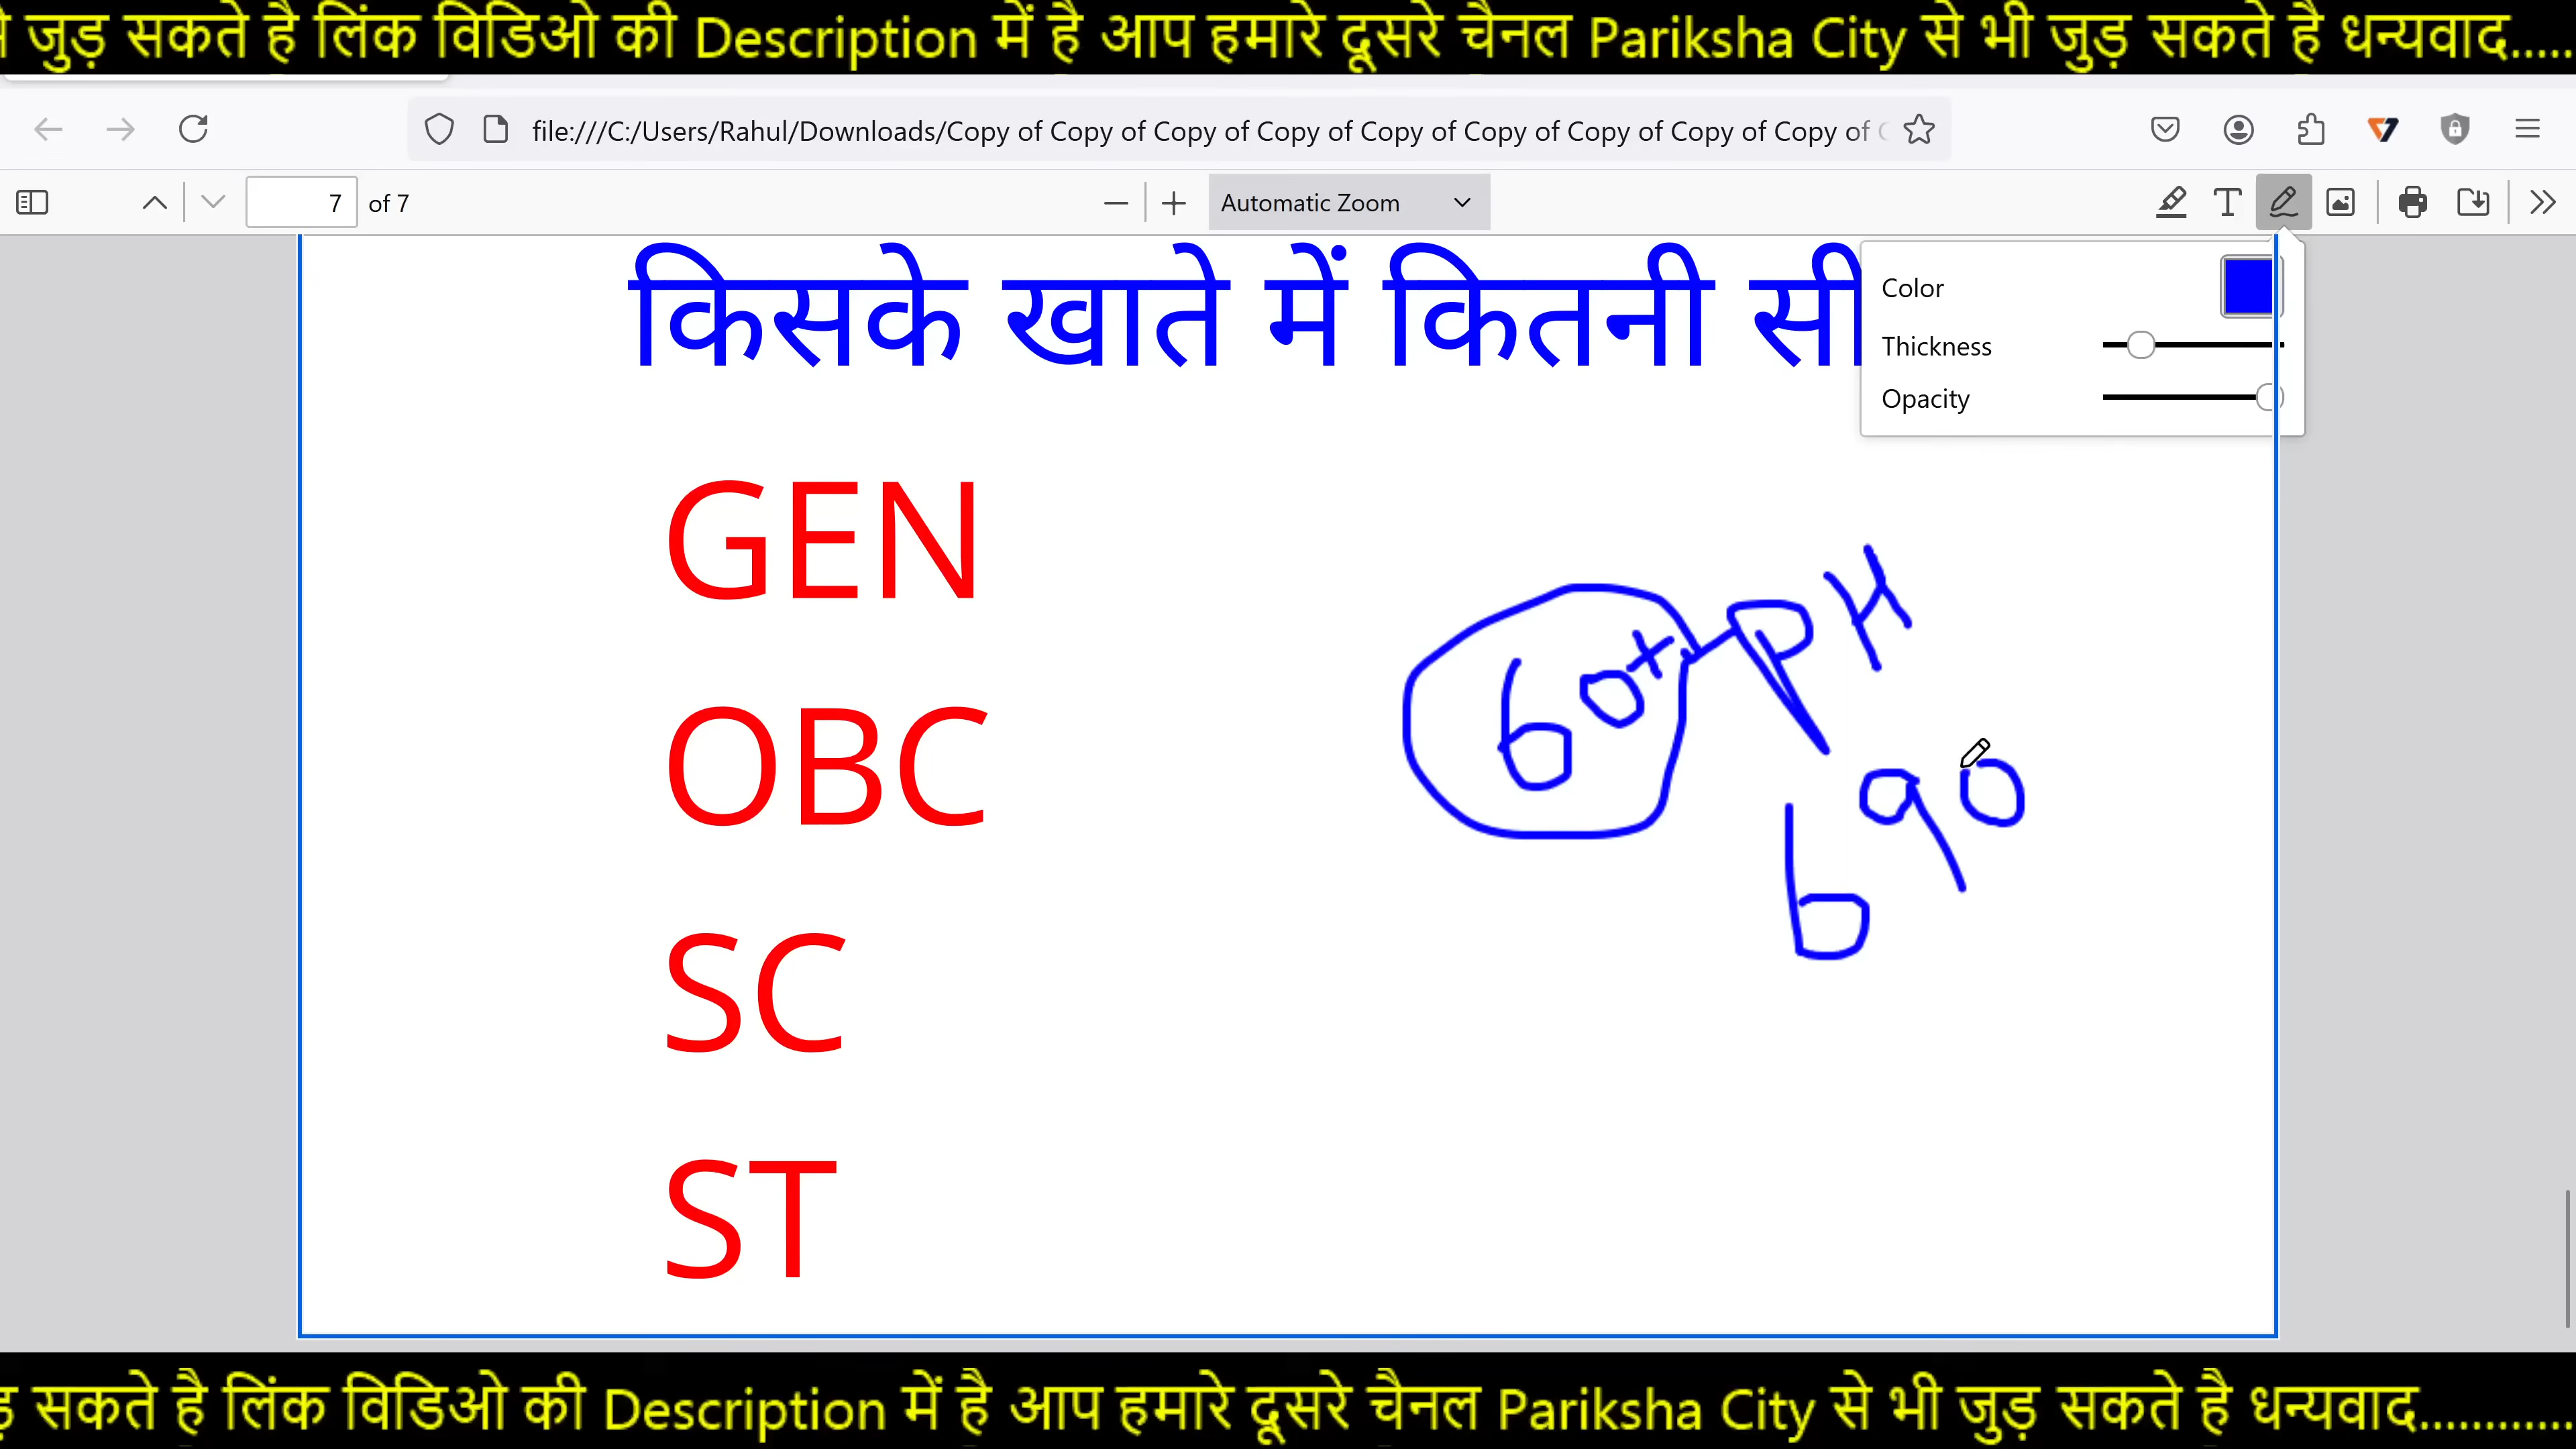 जुड़ सकते है लिंक विडिओ की Description में है आप हमारे दूसरे चैनल Pariksha City से भी जुड़ सकते है धन्यवाद.....
file:///C:/Users/Rahul/Downloads/Copy of Copy of Copy of Copy of Copy of Copy of Copy of Copy of Copy of
7 of 7
Automatic Zoom
किसके खाते में कितनी सी
Color
Thickness
Opacity
GEN
OBC
SC
ST
60+
PH
690
सकते है लिंक विडिओ की Description में है आप हमारे दूसरे चैनल Pariksha City से भी जुड़ सकते है धन्यवाद............